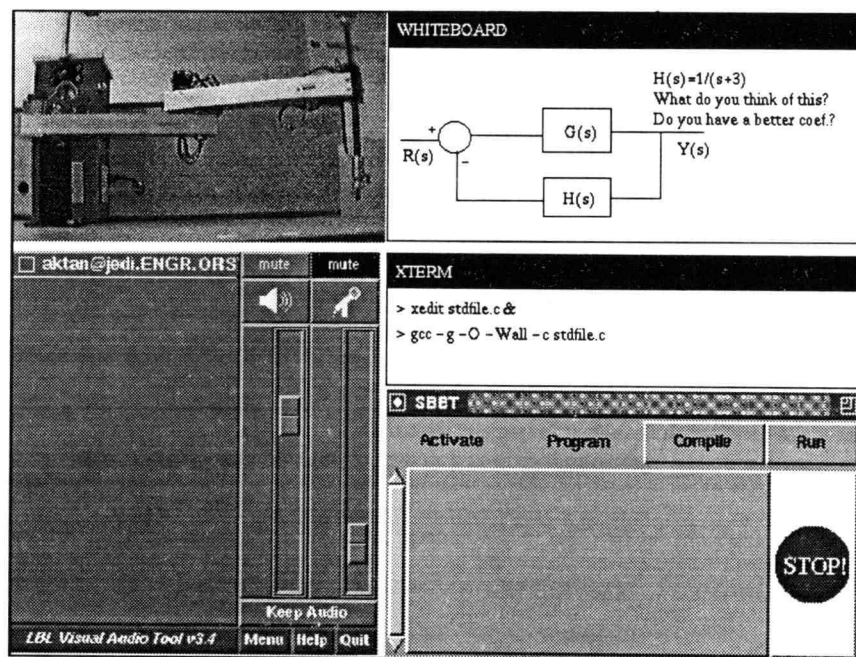 WHITEBOARD
H(s)=1/(s+3)
What do you think of this?
Do you have a better coef.?
+
G(s)
R(s)
Y(s)
−
H(s)
aktan@jedi.ENGR.ORS
mute
mute
XTERM
> xedit stdfile.c &
> gcc -g -O -Wall -c stdfile.c
SBBT
Activate
Program
Compile
Run
STOP!
Keep Audio
LBL Visual Audio Tool v3.4
Menu
Help
Quit